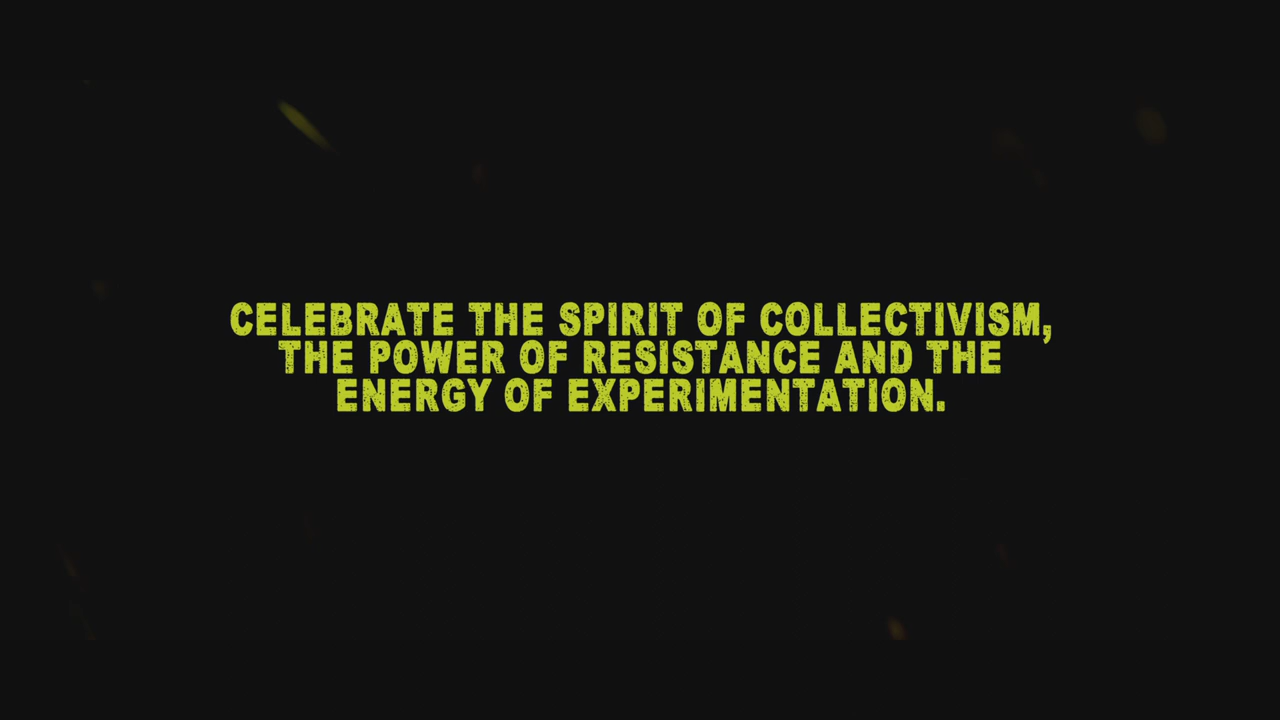 CELEBRATE THE SPIRIT OF COLLECTIVISM,
THE POWER OF RESISTANCE AND THE
ENERGY OF EXPERIMENTATION.